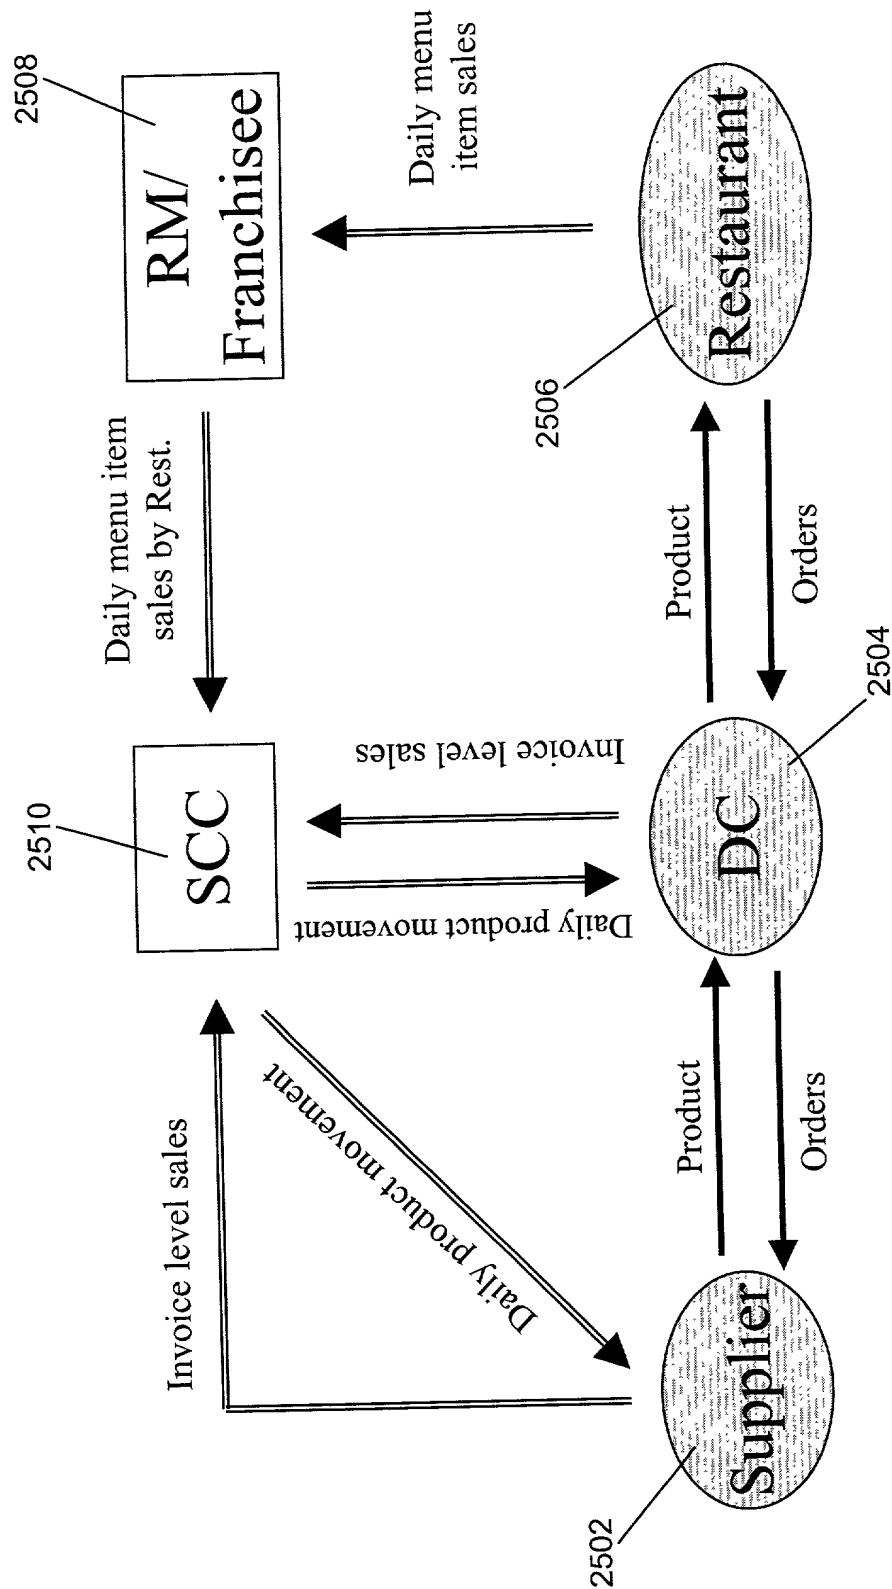 2510
2508
Invoice level sales
SCC
Daily menu item
sales by Rest.
RM/
Franchisee
Daily product movement
Daily product movement
Invoice level sales
Daily menu
item sales
2506
Product
Product
Supplier
DC
Restaurant
Orders
Orders
2502
2504